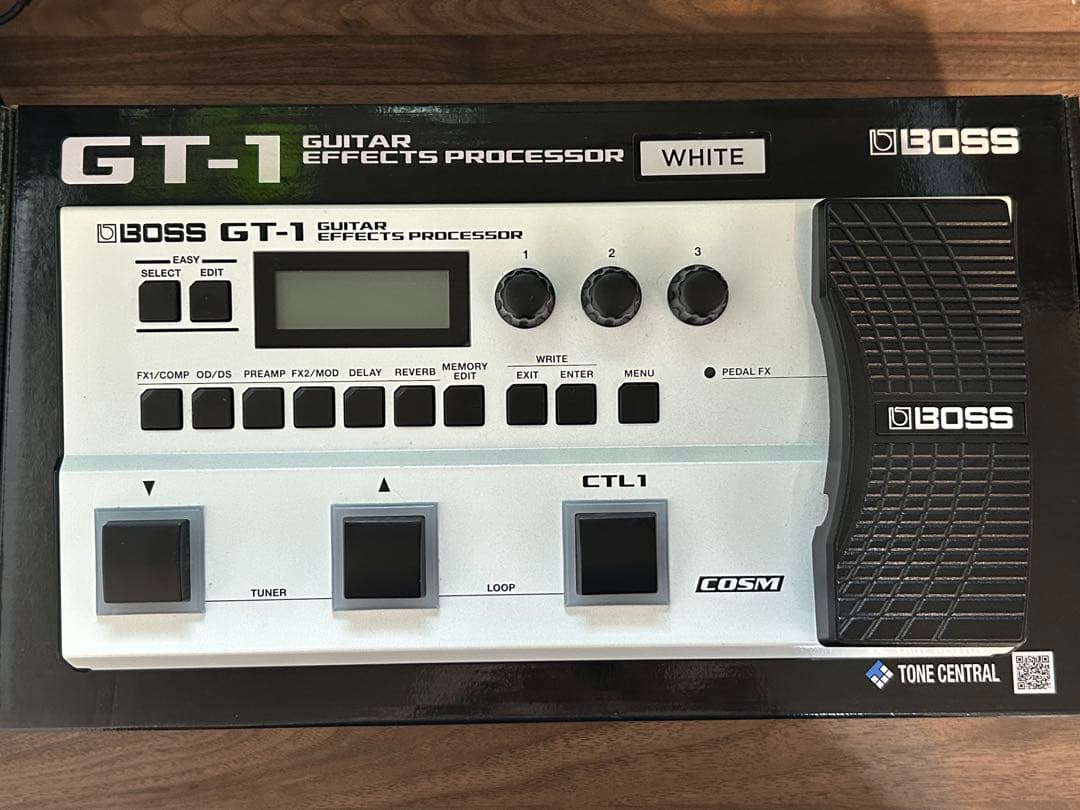 GT-1 GUITAR
EFFECTS PROCESSOR
WHITE
BOSS
BOSS GT-1 GUITAR
EFFECTS PROCESSOR
EASY
SELECT EDIT
1 2 3
FX1/COMP OD/DS PREAMP FX2/MOD DELAY REVERB MEMORY
EDIT
WRITE
EXIT ENTER
MENU
PEDAL FX
BOSS
▼ ▲ CTL1
TUNER LOOP
COSM
TONE CENTRAL